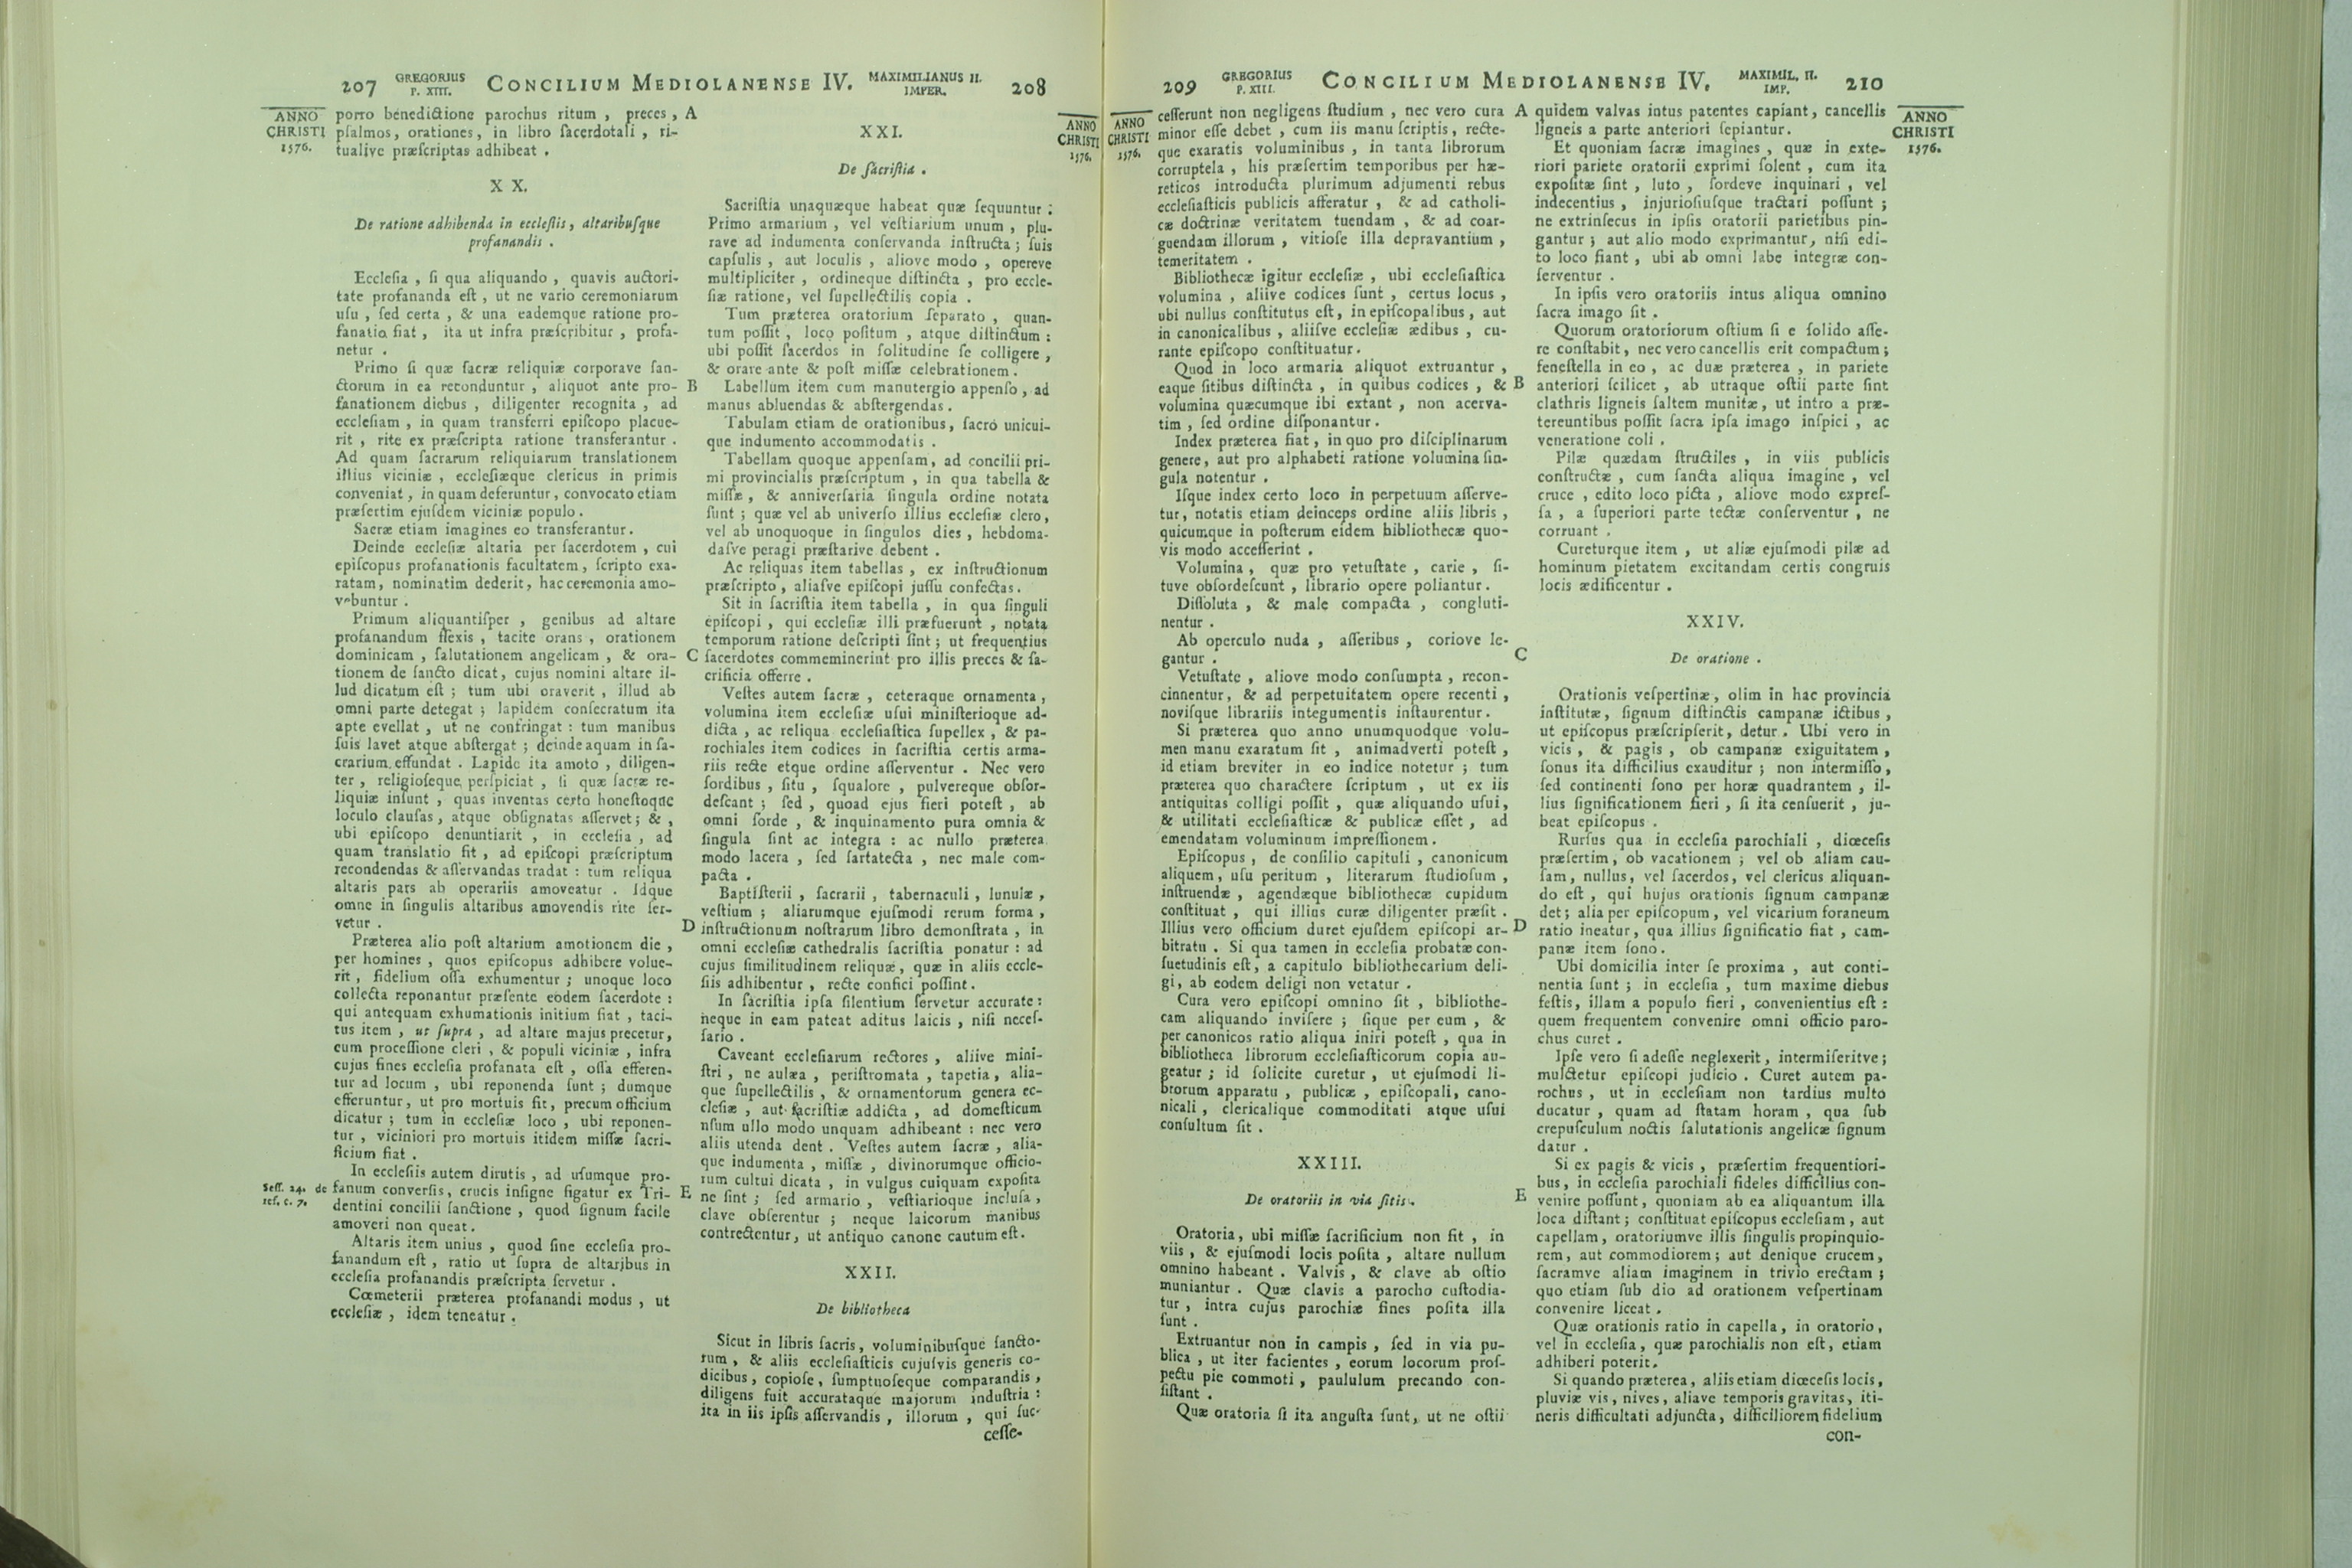 207 GREGORIUS P. XIII. CONCILIUM MEDIOLANENSE IV. MAXIMILIANUS II. IMPER. 208
ANNO
CHRISTI
1576.
porro benedictione parochus ritum , preces , A
pſalmos, orationes, in libro ſacerdotali , ri-
tualive præſcriptas adhibeat .
X X.
De ratione adhibenda in eccleſiis, altaribuſque
profanandis .
Eccleſia , ſi qua aliquando , quavis auctori-
tate profananda eſt , ut ne vario ceremoniarum
uſu , ſed certa , & una eademque ratione pro-
fanatio fiat , ita ut infra præſcribitur , profa-
netur .
Primo ſi quæ ſacræ reliquiæ corporave ſan-
ctorum in ea reconduntur , aliquot ante pro- B
fanationem diebus , diligenter recognita , ad
eccleſiam , in quam transferri epiſcopo placue-
rit , rite ex præſcripta ratione transferantur .
Ad quam ſacrarum reliquiarum translationem
illius viciniæ , eccleſiæque clericus in primis
conveniat , in quam deferuntur, convocato etiam
præſertim ejuſdem viciniæ populo .
Sacræ etiam imagines eo transferantur.
Deinde eccleſiæ altaria per ſacerdotem , cui
epiſcopus profanationis facultatem, ſcripto exa-
ratam, nominatim dederit, hac ceremonia amo-
vebuntur .
Primum aliquantiſper , genibus ad altare
profanandum flexis , tacite orans , orationem
dominicam , ſalutationem angelicam , & ora- C
tionem de ſancto dicat, cujus nomini altare il-
lud dicatum eſt ; tum ubi oraverit , illud ab
omni parte detegat ; lapidem conſecratum ita
apte evellat , ut ne confringat : tum manibus
ſuis lavet atque abſtergat ; deinde aquam in ſa-
crarium effundat . Lapide ita amoto , diligen-
ter , religioſeque perſpiciat , ſi quæ ſacræ re-
liquiæ inſunt , quas inventas certo honeſtoque
loculo clauſas, atque obſignatas aſſervet; & ,
ubi epiſcopo denuntiarit , in eccleſia , ad
quam translatio fit , ad epiſcopi præſcriptum
recondendas & aſſervandas tradat : tum reliqua
altaris pars ab operariis amoveatur . Idque
omne in ſingulis altaribus amovendis rite ſer-
vetur . D
Præterea alio poſt altarium amotionem die ,
per homines , quos epiſcopus adhibere volue-
rit , fidelium oſſa exhumentur ; unoque loco
collecta reponantur præſente eodem ſacerdote :
qui antequam exhumationis initium fiat , taci-
tus item , ut ſupra , ad altare majus precetur,
cum proceſſione cleri , & populi viciniæ , infra
cujus fines eccleſia profanata eſt , oſſa efferen-
tur ad locum , ubi reponenda ſunt ; dumque
efferuntur, ut pro mortuis fit, precum officium
dicatur ; tum in eccleſiæ loco , ubi reponen-
tur , viciniori pro mortuis itidem miſſæ ſacri-
ficium fiat .
In eccleſiis autem dirutis , ad uſumque pro-
Seſſ. 24. de
ref. c. 7.
fanum converſis, crucis inſigne figatur ex Tri- E
dentini concilii ſanctione , quod ſignum facile
amoveri non queat.
Altaris item unius , quod ſine eccleſia pro-
fanandum eſt , ratio ut ſupra de altaribus in
eccleſia profanandis præſcripta ſervetur .
Cœmeterii præterea profanandi modus , ut
eccleſiæ , idem teneatur .
XXI.
De ſacriſtia .
ANNO
CHRISTI
1576.
Sacriſtia unaquæque habeat quæ ſequuntur :
Primo armarium , vel veſtiarium unum , plu-
rave ad indumenta conſervanda inſtructa ; ſuis
capſulis , aut loculis , aliove modo , opereve
multipliciter , ordineque diſtincta , pro eccle-
ſiæ ratione, vel ſupellectilis copia .
Tum præterea oratorium ſeparato , quan-
tum poſſit , loco poſitum , atque diſtinctum :
ubi poſſit ſacerdos in ſolitudine ſe colligere ,
& orare ante & poſt miſſæ celebrationem .
Labellum item cum manutergio appenſo , ad
manus abluendas & abſtergendas .
Tabulam etiam de orationibus, ſacro unicui-
que indumento accommodatis .
Tabellam quoque appenſam, ad concilii pri-
mi provincialis præſcriptum , in qua tabella &
miſſæ , & anniverſaria ſingula ordine notata
ſunt ; quæ vel ab univerſo illius eccleſiæ clero,
vel ab unoquoque in ſingulos dies , hebdoma-
daſve peragi præſtarive debent .
Ac reliquas item tabellas , ex inſtructionum
præſcripto , aliaſve epiſcopi juſſu confectas.
Sit in ſacriſtia item tabella , in qua ſinguli
epiſcopi , qui eccleſiæ illi præfuerunt , notata
temporum ratione deſcripti ſint ; ut frequentius
ſacerdotes commeminerint pro illis preces & ſa-
crificia offerre .
Veſtes autem ſacræ , ceteraque ornamenta ,
volumina item eccleſiæ uſui miniſterioque ad-
dicta , ac reliqua eccleſiaſtica ſupellex , & pa-
rochiales item codices in ſacriſtia certis arma-
riis recte etque ordine aſſerventur . Nec vero
ſordibus , ſitu , ſqualore , pulvereque obſor-
deſcant ; ſed , quoad ejus fieri poteſt , ab
omni ſorde , & inquinamento pura omnia &
ſingula ſint ac integra : ac nullo præterea
modo lacera , ſed ſartatecta , nec male com-
pacta .
Baptiſterii , ſacrarii , tabernaculi , lunulæ ,
veſtium ; aliarumque ejuſmodi rerum forma ,
inſtructionum noſtrarum libro demonſtrata , in
omni eccleſiæ cathedralis ſacriſtia ponatur : ad
cujus ſimilitudinem reliquæ, quæ in aliis eccle-
ſiis adhibentur , recte confici poſſint.
In ſacriſtia ipſa ſilentium ſervetur accurate :
neque in eam pateat aditus laicis , niſi neceſ-
ſario .
Caveant eccleſiarum rectores , aliive mini-
ſtri , ne aulæa , periſtromata , tapetia , alia-
que ſupellectilis , & ornamentorum genera ec-
cleſiæ , aut ſacriſtiæ addicta , ad domeſticum
uſum ullo modo unquam adhibeant : nec vero
aliis utenda dent . Veſtes autem ſacræ , alia-
que indumenta , miſſæ , divinorumque officio-
rum cultui dicata , in vulgus cuiquam expoſita
ne ſint ; ſed armario , veſtiarioque incluſa ,
clave obſerentur ; neque laicorum manibus
contrectentur, ut antiquo canone cautum eſt .
XXII.
De bibliotheca
Sicut in libris ſacris, voluminibuſque ſancto-
rum , & aliis eccleſiaſticis cujuſvis generis co-
dicibus, copioſe , ſumptuoſeque comparandis ,
diligens fuit accurataque majorum induſtria :
ita in iis ipſis aſſervandis , illorum , qui ſuc-
ceſſe-
209 GREGORIUS P. XIII. CONCILIUM MEDIOLANENSE IV. MAXIMIL. II. IMP. 210
ANNO
CHRISTI
1576.
ceſſerunt non negligens ſtudium , nec vero cura A
minor eſſe debet , cum iis manu ſcriptis , recte-
que exaratis voluminibus , in tanta librorum
corruptela , his præſertim temporibus per hæ-
reticos introducta plurimum adjumenti rebus
eccleſiaſticis publicis afferatur , & ad catholi-
cæ doctrinæ veritatem tuendam , & ad coar-
guendam illorum , vitioſe illa depravantium ,
temeritatem .
Bibliothecæ igitur eccleſiæ , ubi eccleſiaſtica
volumina , aliive codices ſunt , certus locus ,
ubi nullus conſtitutus eſt, in epiſcopalibus, aut
in canonicalibus , aliiſve eccleſiæ ædibus , cu-
rante epiſcopo conſtituatur.
Quod in loco armaria aliquot extruantur ,
eaque ſitibus diſtincta , in quibus codices , & B
volumina quæcumque ibi extant , non acerva-
tim , ſed ordine diſponantur .
Index præterea fiat , in quo pro diſciplinarum
genere, aut pro alphabeti ratione volumina ſin-
gula notentur .
Iſque index certo loco in perpetuum aſſerve-
tur, notatis etiam deinceps ordine aliis libris ,
quicumque in poſterum eidem bibliothecæ quo-
vis modo acceſſerint .
Volumina , quæ pro vetuſtate , carie , ſi-
tuve obſordeſcunt , librario opere poliantur .
Diſſoluta , & male compacta , congluti-
nentur .
Ab operculo nuda , aſſeribus , coriove le-
gantur . C
Vetuſtate , aliove modo conſumpta , recon-
cinnentur, & ad perpetuitatem opere recenti ,
noviſque librariis integumentis inſtaurentur .
Si præterea quo anno unumquodque volu-
men manu exaratum ſit , animadverti poteſt ,
id etiam breviter in eo indice notetur ; tum
præterea quo charactere ſcriptum , ut ex iis
antiquitas colligi poſſit , quæ aliquando uſui,
& utilitati eccleſiaſticæ & publicæ eſſet , ad
emendatam voluminum impreſſionem .
Epiſcopus , de conſilio capituli , canonicum
aliquem , uſu peritum , literarum ſtudioſum ,
inſtruendæ , agendæque bibliothecæ cupidum
conſtituat , qui illius curæ diligenter præſit .
Illius vero officium duret ejuſdem epiſcopi ar- D
bitratu . Si qua tamen in eccleſia probatæ con-
ſuetudinis eſt, a capitulo bibliothecarium deli-
gi, ab eodem deligi non vetatur .
Cura vero epiſcopi omnino ſit , bibliothe-
cam aliquando inviſere ; ſique per eum , &
per canonicos ratio aliqua iniri poteſt , qua in
bibliotheca librorum eccleſiaſticorum copia au-
geatur ; id ſolicite curetur , ut ejuſmodi li-
brorum apparatu , publicæ , epiſcopali, cano-
nicali , clericalique commoditati atque uſui
conſultum ſit .
XXIII.
De oratoriis in via ſitis . E
Oratoria, ubi miſſæ ſacrificium non fit , in
viis , & ejuſmodi locis poſita , altare nullum
omnino habeant . Valvis , & clave ab oſtio
muniantur . Quæ clavis a parocho cuſtodia-
tur , intra cujus parochiæ fines poſita illa
ſunt .
Extruantur non in campis , ſed in via pu-
blica , ut iter facientes , eorum locorum proſ-
pectu pie commoti , paululum precando con-
ſiſtant .
Quæ oratoria ſi ita anguſta ſunt, ut ne oſtii
quidem valvas intus patentes capiant, cancellis
ligneis a parte anteriori ſepiantur.
Et quoniam ſacræ imagines , quæ in exte-
riori pariete oratorii exprimi ſolent , cum ita
expoſitæ ſint , luto , ſordeve inquinari , vel
indecentius , injurioſiuſque tractari poſſunt ;
ne extrinſecus in ipſis oratorii parietibus pin-
gantur ; aut alio modo exprimantur, niſi edi-
to loco fiant , ubi ab omni labe integræ con-
ſerventur .
In ipſis vero oratoriis intus aliqua omnino
ſacra imago ſit .
Quorum oratoriorum oſtium ſi e ſolido aſſe-
re conſtabit, nec vero cancellis erit compactum;
feneſtella in eo , ac duæ præterea , in pariete
anteriori ſcilicet , ab utraque oſtii parte ſint
clathris ligneis ſaltem munitæ, ut intro a præ-
tereuntibus poſſit ſacra ipſa imago inſpici , ac
veneratione coli .
Pilæ quædam ſtructiles , in viis publicis
conſtructæ , cum ſancta aliqua imagine , vel
cruce , edito loco picta , aliove modo expreſ-
ſa , a ſuperiori parte tectæ conſerventur , ne
corruant .
Cureturque item , ut aliæ ejuſmodi pilæ ad
hominum pietatem excitandam certis congruis
locis ædificentur .
XXIV.
De oratione .
Orationis veſpertinæ, olim in hac provincia
inſtitutæ , ſignum diſtinctis campanæ ictibus ,
ut epiſcopus præſcripſerit, detur . Ubi vero in
vicis , & pagis , ob campanæ exiguitatem ,
ſonus ita difficilius exauditur ; non intermiſſo,
ſed continenti ſono per horæ quadrantem , il-
lius ſignificationem fieri , ſi ita cenſuerit , ju-
beat epiſcopus .
Rurſus qua in eccleſia parochiali , diœceſis
præſertim, ob vacationem ; vel ob aliam cau-
ſam, nullus, vel ſacerdos, vel clericus aliquan-
do eſt , qui hujus orationis ſignum campanæ
det; alia per epiſcopum, vel vicarium foraneum
ratio ineatur, qua illius ſignificatio fiat , cam-
panæ item ſono.
Ubi domicilia inter ſe proxima , aut conti-
nentia ſunt ; in eccleſia , tum maxime diebus
feſtis, illam a populo fieri , convenientius eſt :
quem frequentem convenire omni officio paro-
chus curet .
Ipſe vero ſi adeſſe neglexerit, intermiſeritve;
mulctetur epiſcopi judicio . Curet autem pa-
rochus , ut in eccleſiam non tardius multo
ducatur , quam ad ſtatam horam , qua ſub
crepuſculum noctis ſalutationis angelicæ ſignum
datur .
Si ex pagis & vicis , præſertim frequentiori-
bus, in eccleſia parochiali fideles difficilius con-
venire poſſunt, quoniam ab ea aliquantum illa
loca diſtant ; conſtituat epiſcopus eccleſiam , aut
capellam, oratoriumve illis ſingulis propinquio-
rem, aut commodiorem; aut denique crucem,
ſacramve aliam imaginem in trivio erectam ;
quo etiam ſub dio ad orationem veſpertinam
convenire liceat .
Quæ orationis ratio in capella, in oratorio,
vel in eccleſia, quæ parochialis non eſt, etiam
adhiberi poterit.
Si quando præterea, aliis etiam diœceſis locis,
pluviæ vis , nives, aliave temporis gravitas, iti-
neris difficultati adjuncta, difficiliorem fidelium
con-
ANNO
CHRISTI
1576.